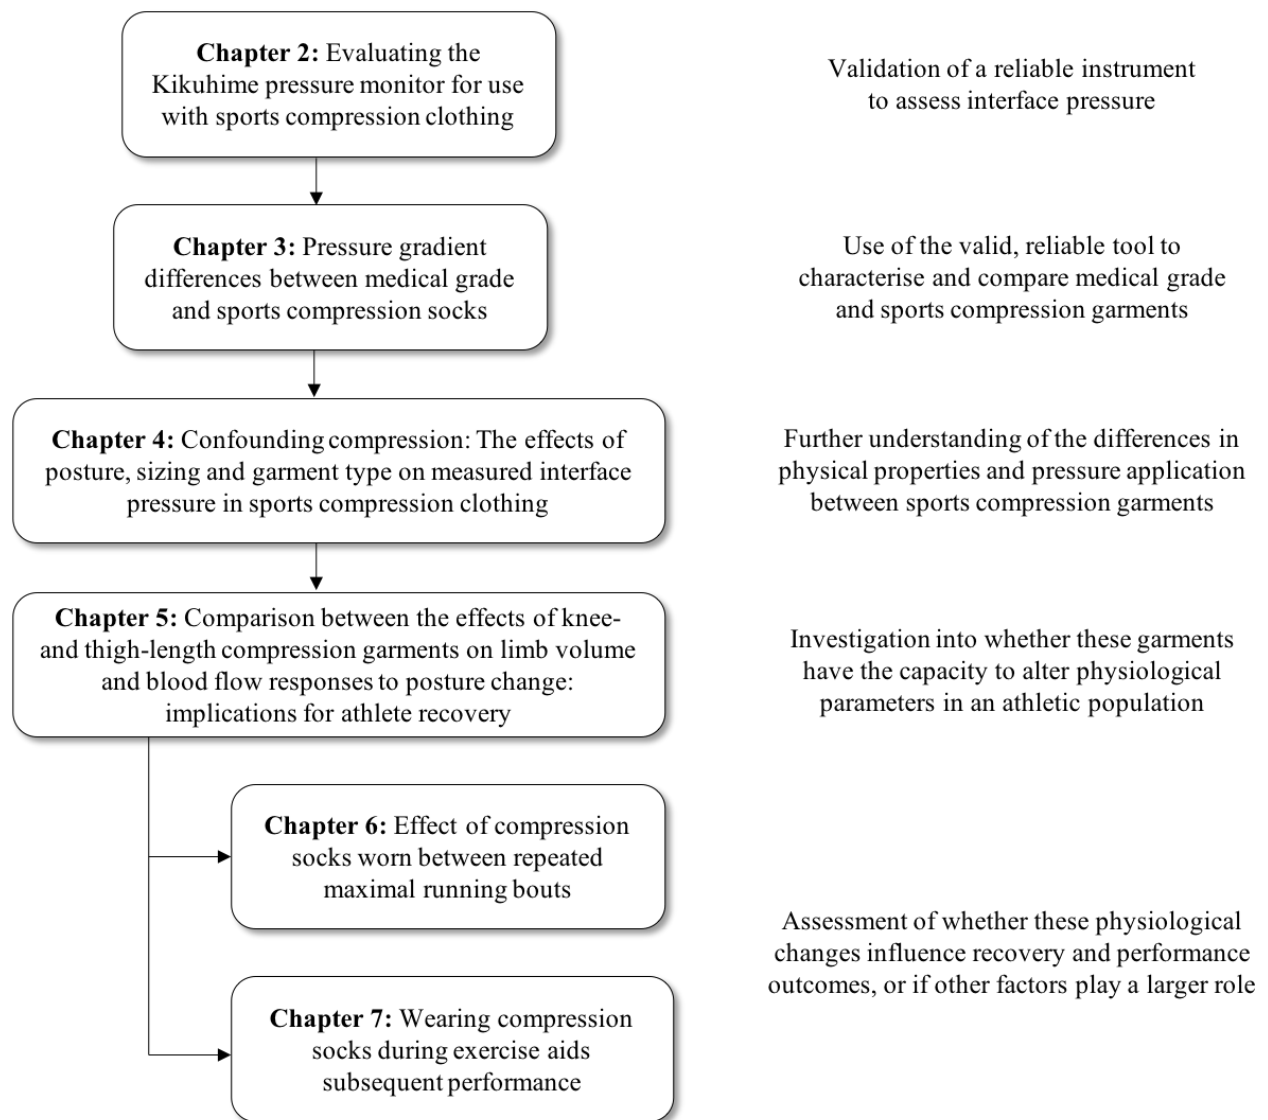 Chapter 2: Evaluating the
Kikuhime pressure monitor for use
with sports compression clothing
Validation of a reliable instrument
to assess interface pressure
Chapter 3: Pressure gradient
differences between medical grade
and sports compression socks
Use of the valid, reliable tool to
characterise and compare medical grade
and sports compression garments
Chapter 4: Confounding compression: The effects of
posture, sizing and garment type on measured interface
pressure in sports compression clothing
Further understanding of the differences in
physical properties and pressure application
between sports compression garments
Chapter 5: Comparison between the effects of knee-
and thigh-length compression garments on limb volume
and blood flow responses to posture change:
implications for athlete recovery
Investigation into whether these garments
have the capacity to alter physiological
parameters in an athletic population
Chapter 6: Effect of compression
socks worn between repeated
maximal running bouts
Assessment of whether these physiological
changes influence recovery and performance
outcomes, or if other factors play a larger role
Chapter 7: Wearing compression
socks during exercise aids
subsequent performance